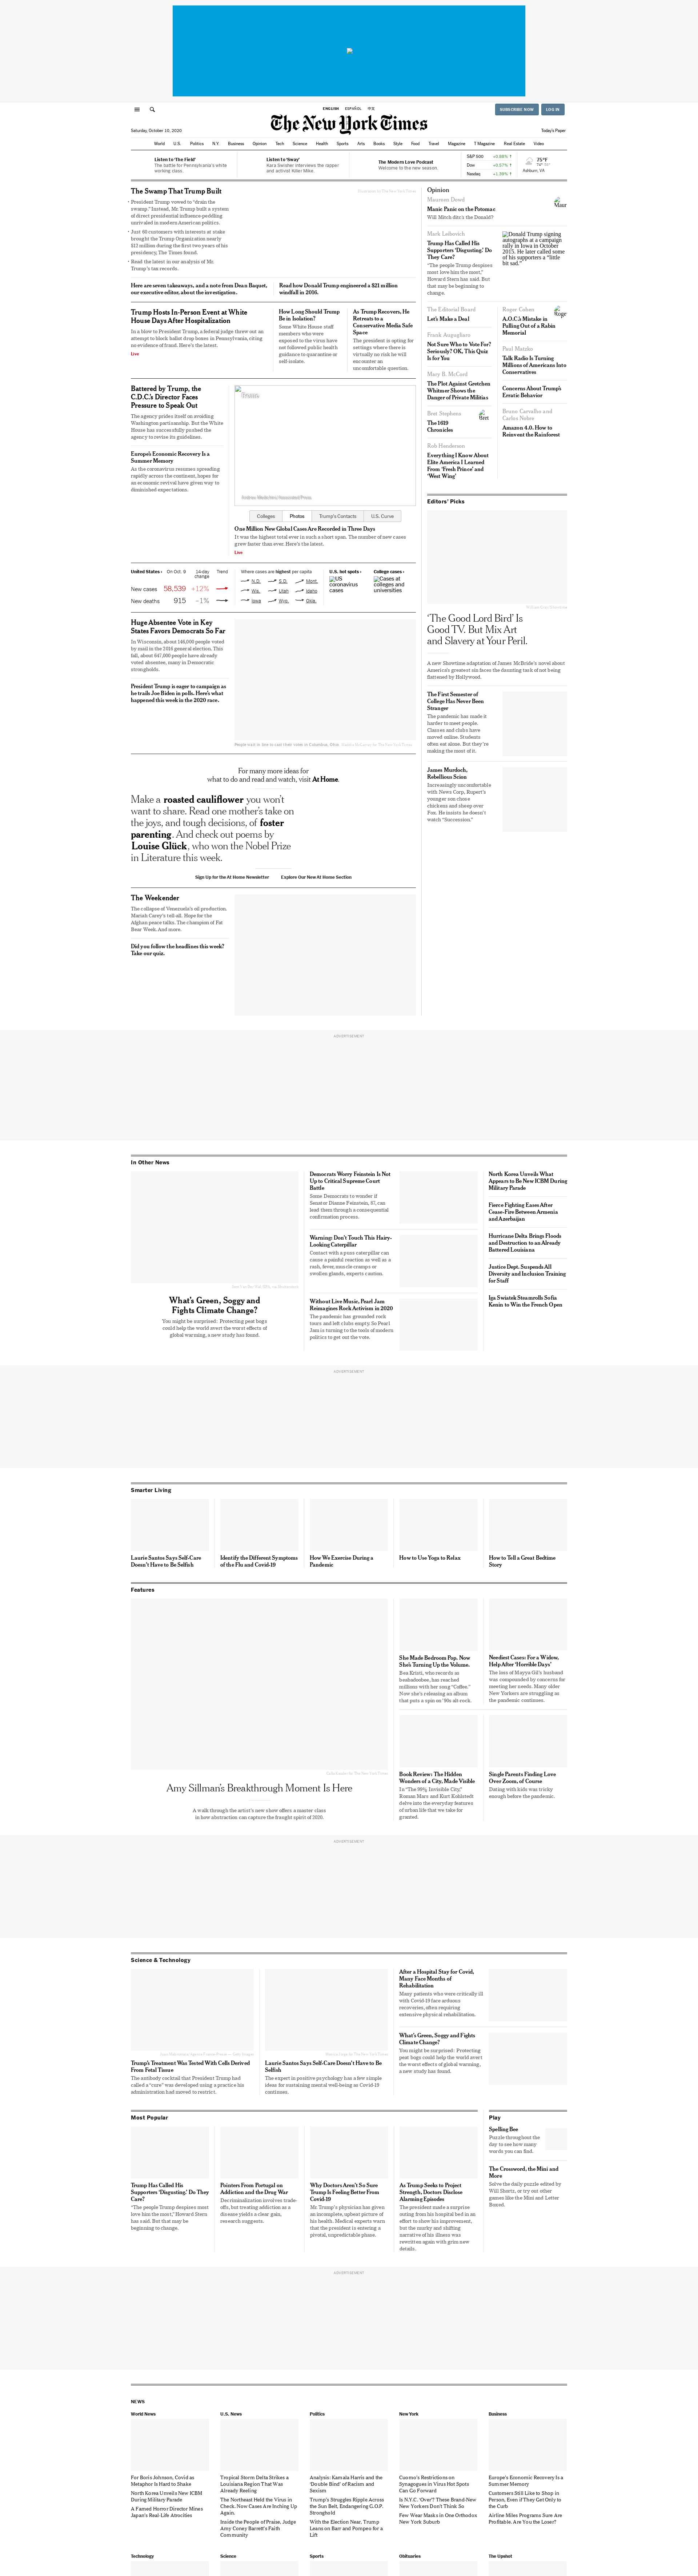 ENGLISH ESPAÑOL 中文
SUBSCRIBE NOW LOG IN
The New York Times
Saturday, October 10, 2020
Today's Paper
World U.S. Politics N.Y. Business Opinion Tech Science Health Sports Arts Books Style Food Travel Magazine T Magazine Real Estate Video
Listen to 'The Field'
The battle for Pennsylvania's white
working class.
Listen to 'Sway'
Kara Swisher interviews the rapper
and activist Killer Mike.
The Modern Love Podcast
Welcome to the new season.
S&P 500 +0.88% ↑
Dow +0.57% ↑
Nasdaq +1.39% ↑
75°F
Ashburn, VA
The Swamp That Trump Built
President Trump vowed to "drain the
swamp." Instead, Mr. Trump built a system
of direct presidential-influence-peddling
unrivaled in modern American politics.
Just 60 customers with interests at stake
brought the Trump Organization nearly
$12 million during the first two years of his
presidency, The Times found.
Read the latest in our analysis of Mr.
Trump's tax records.
Here are seven takeaways, and a note from Dean Baquet,
our executive editor, about the investigation.
Read how Donald Trump engineered a $21 million
windfall in 2016.
Trump Hosts In-Person Event at White
House Days After Hospitalization
In a blow to President Trump, a federal judge threw out an
attempt to block ballot drop boxes in Pennsylvania, citing
no evidence of fraud. Here's the latest.
Live
How Long Should Trump
Be in Isolation?
Some White House staff
members who were
exposed to the virus have
not followed public health
guidance to quarantine or
self-isolate.
As Trump Recovers, He
Retreats to a
Conservative Media Safe
Space
The president is opting for
settings where there is
virtually no risk he will
encounter an
uncomfortable question.
Battered by Trump, the
C.D.C.'s Director Faces
Pressure to Speak Out
The agency prides itself on avoiding
Washington partisanship. But the White
House has successfully pressured the
agency to revise its guidelines.
Europe's Economic Recovery Is a
Summer Memory
As the coronavirus resumes spreading
rapidly across the continent, hopes for
an economic revival have given way to
diminished expectations.
Colleges Photos Trump's Contacts U.S. Curve
One Million New Global Cases Are Recorded in Three Days
It was the highest total ever in such a short span. The number of new cases
grew faster than ever. Here's the latest.
Live
United States › On Oct. 9 14-day change Trend
New cases 58,539 +12%
New deaths 915 –1%
Where cases are highest per capita
N.D. S.D. Mont.
Wis. Utah Idaho
Iowa Wyo. Okla.
U.S. hot spots ›
US coronavirus cases
College cases ›
Cases at colleges and universities
Huge Absentee Vote in Key
States Favors Democrats So Far
In Wisconsin, about 146,000 people voted
by mail in the 2016 general election. This
fall, about 647,000 people have already
voted absentee, many in Democratic
strongholds.
President Trump is eager to campaign as
he trails Joe Biden in polls. Here's what
happened this week in the 2020 race.
People wait in line to cast their votes in Columbus, Ohio.
For many more ideas for
what to do and read and watch, visit At Home.
Make a roasted cauliflower you won't
want to share. Read one mother's take on
the joys, and tough decisions, of foster
parenting. And check out poems by
Louise Glück, who won the Nobel Prize
in Literature this week.
Sign Up for the At Home Newsletter Explore Our New At Home Section
The Weekender
The collapse of Venezuela's oil production.
Mariah Carey's tell-all. Hope for the
Afghan peace talks. The champion of Fat
Bear Week. And more.
Did you follow the headlines this week?
Take our quiz.
Opinion
Maureen Dowd
Manic Panic on the Potomac
Will Mitch ditz's the Donald?
Mark Leibovich
Trump Has Called His
Supporters 'Disgusting.' Do
They Care?
"The people Trump despises
most love him the most,"
Howard Stern has said. But
that may be beginning to
change.
Donald Trump signing
autographs at a campaign
rally in Iowa in October
2015. He later called some
of his supporters a "little
bit sad."
The Editorial Board
Let's Make a Deal
Frank Augugliaro
Not Sure Who to Vote For?
Seriously? OK, This Quiz
Is for You
Mary B. McCord
The Plot Against Gretchen
Whitmer Shows the
Danger of Private Militias
Bret Stephens
The 1619
Chronicles
Rob Henderson
Everything I Know About
Elite America I Learned
From 'Fresh Prince' and
'West Wing'
Roger Cohen
A.O.C.'s Mistake in
Pulling Out of a Rabin
Memorial
Paul Matzko
Talk Radio Is Turning
Millions of Americans Into
Conservatives
Concerns About Trump's
Erratic Behavior
Bruno Carvalho and
Carlos Nobre
Amazon 4.0. How to
Reinvent the Rainforest
Editors' Picks
'The Good Lord Bird' Is
Good TV. But Mix Art
and Slavery at Your Peril.
A new Showtime adaptation of James McBride's novel about
America's greatest sin faces the daunting task of not being
flattened by Hollywood.
The First Semester of
College Has Never Been
Stranger
The pandemic has made it
harder to meet people.
Classes and clubs have
moved online. Students
often eat alone. But they're
making the most of it.
James Murdoch,
Rebellious Scion
Increasingly uncomfortable
with News Corp, Rupert's
younger son chose
kickass and sheep over
Fox. He insists he doesn't
watch "Succession."
ADVERTISEMENT
In Other News
What's Green, Soggy and
Fights Climate Change?
You might be surprised: Protecting peat bogs
could help the world avert the worst effects of
global warming, a new study has found.
Democrats Worry Feinstein Is Not
Up to Critical Supreme Court
Battle
Some Democrats to wonder if
Senator Dianne Feinstein, 87, can
lead them through a consequential
confirmation process.
Warning: Don't Touch This Hairy-
Looking Caterpillar
Contact with a puss caterpillar can
cause a painful reaction as well as a
rash, fever, muscle cramps or
swollen glands, experts caution.
Without Live Music, Pearl Jam
Reimagines Rock Activism in 2020
The pandemic has grounded rock
tours and left clubs empty. So Pearl
Jam is turning to the tools of modern
politics to get out the vote.
North Korea Unveils What
Appears to Be New ICBM During
Military Parade
Fierce Fighting Eases After
Cease-Fire Between Armenia
and Azerbaijan
Hurricane Delta Brings Floods
and Destruction to an Already
Battered Louisiana
Justice Dept. Suspends All
Diversity and Inclusion Training
for Staff
Iga Swiatek Steamrolls Sofia
Kenin to Win the French Open
ADVERTISEMENT
Smarter Living
Laurie Santos Says Self-Care
Doesn't Have to Be Selfish
Identify the Different Symptoms
of the Flu and Covid-19
How We Exercise During a
Pandemic
How to Use Yoga to Relax
How to Tell a Great Bedtime
Story
Features
Amy Sillman's Breakthrough Moment Is Here
A walk through the artist's new show offers a master class
in how abstraction can capture the fraught spirit of 2020.
She Made Bedroom Pop. Now
She's Turning Up the Volume.
Bea Kristi, who records as
beabadoobee, has reached
millions with her song "Coffee."
Now she's releasing an album
that puts a spin on '90s alt-rock.
Neediest Cases: For a Widow,
Help After 'Horrible Days'
The loss of Mayya Gil's husband
was compounded by concerns for
meeting her needs. Many older
New Yorkers are struggling as
the pandemic continues.
Book Review: The Hidden
Wonders of a City, Made Visible
In "The 99% Invisible City,"
Roman Mars and Kurt Kohlstedt
delve into the everyday features
of urban life that we take for
granted.
Single Parents Finding Love
Over Zoom, of Course
Dating with kids was tricky
enough before the pandemic.
ADVERTISEMENT
Science & Technology
Trump's Treatment Was Tested With Cells Derived
From Fetal Tissue
The antibody cocktail that President Trump had
called a "cure" was developed using a practice his
administration had moved to restrict.
Laurie Santos Says Self-Care Doesn't Have to Be
Selfish
The expert in positive psychology has a few simple
ideas for sustaining mental well-being as Covid-19
continues.
After a Hospital Stay for Covid,
Many Face Months of
Rehabilitation
Many patients who were critically ill
with Covid-19 face arduous
recoveries, often requiring
extensive physical rehabilitation.
What's Green, Soggy and Fights
Climate Change?
You might be surprised: Protecting
peat bogs could help the world avert
the worst effects of global warming,
a new study has found.
Most Popular
Trump Has Called His
Supporters 'Disgusting.' Do They
Care?
"The people Trump despises most
love him the most," Howard Stern
has said. But that may be
beginning to change.
Pointers From Portugal on
Addiction and the Drug War
Decriminalization involves trade-
offs, but treating addiction as a
disease yields a clear gain,
research suggests.
Why Doctors Aren't So Sure
Trump Is Feeling Better From
Covid-19
Mr. Trump's physician has given
an incomplete, upbeat picture of
his health. Medical experts warn
that the president is entering a
pivotal, unpredictable phase.
As Trump Seeks to Project
Strength, Doctors Disclose
Alarming Episodes
The president made a surprise
outing from his hospital bed in an
effort to show his improvement,
but the murky and shifting
narrative of his illness was
rewritten again with grim new
details.
Play
Spelling Bee
Puzzle throughout the
day to see how many
words you can find.
The Crossword, the Mini and
More
Solve the daily puzzle edited by
Will Shortz, or try out other
games like the Mini and Letter
Boxed.
ADVERTISEMENT
NEWS
World News
For Boris Johnson, Covid as
Metaphor Is Hard to Shake
North Korea Unveils New ICBM
During Military Parade
A Famed Horror Director Mines
Japan's Real-Life Atrocities
U.S. News
Tropical Storm Delta Strikes a
Louisiana Region That Was
Already Reeling
The Northeast Held the Virus in
Check. Now Cases Are Inching Up
Again.
Inside the People of Praise, Judge
Amy Coney Barrett's Faith
Community
Politics
Analysis: Kamala Harris and the
'Double Bind' of Racism and
Sexism
Trump's Struggles Ripple Across
the Sun Belt, Endangering G.O.P.
Stronghold
With the Election Near, Trump
Leans on Barr and Pompeo for a
Lift
New York
Cuomo's Restrictions on
Synagogues in Virus Hot Spots
Can Go Forward
Is N.Y.C. 'Over'? These Brand-New
New Yorkers Don't Think So
Few Wear Masks in One Orthodox
New York Suburb
Business
Europe's Economic Recovery Is a
Summer Memory
Customers Still Like to Shop in
Person, Even if They Get Only to
the Curb
Airline Miles Programs Sure Are
Profitable. Are You the Loser?
Technology
Science
Sports
Obituaries
The Upshot